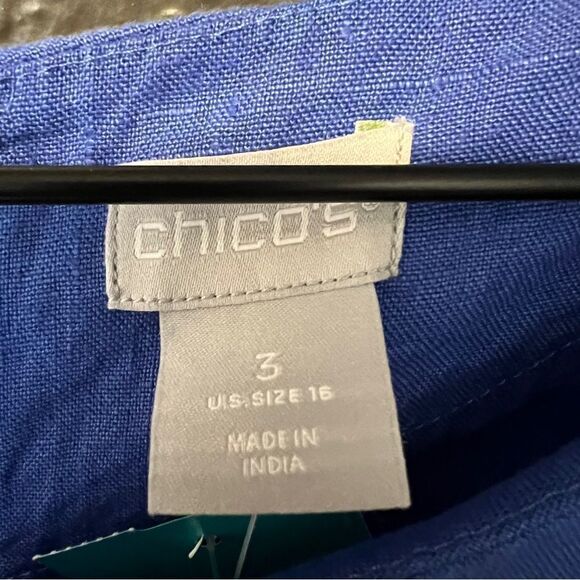 chico's®
3
U.S. SIZE 16
MADE IN
INDIA